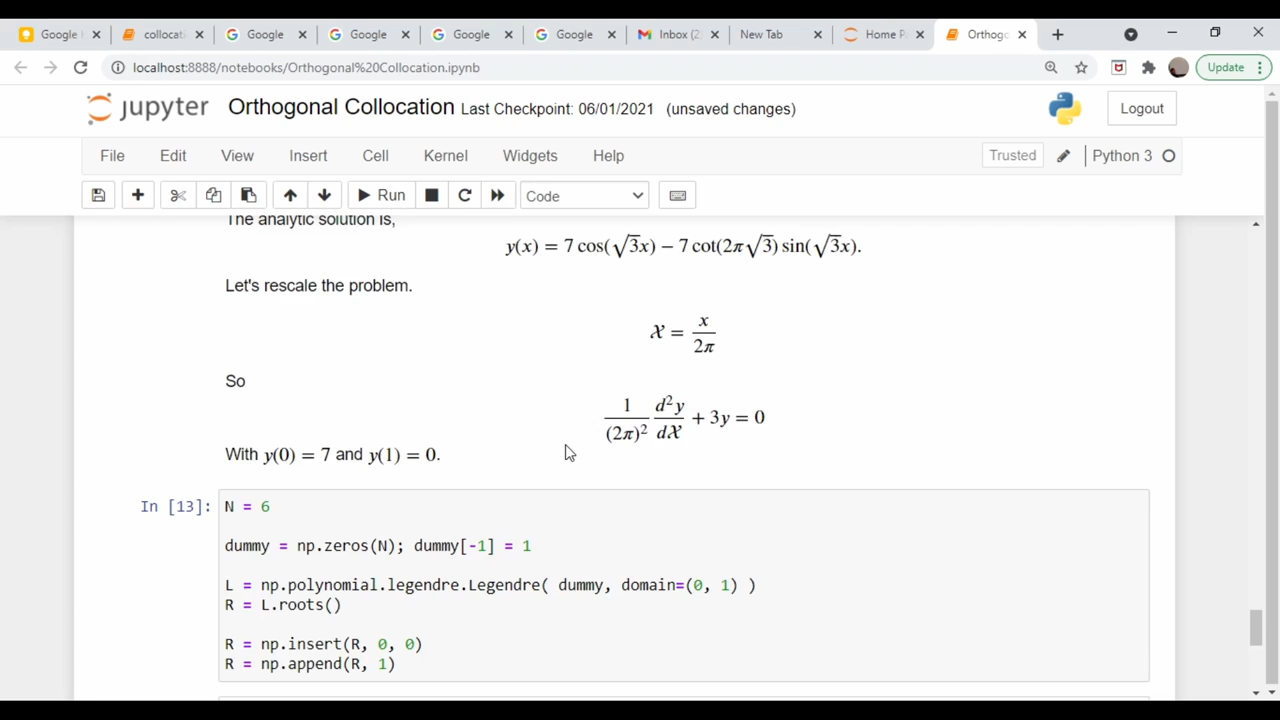 Google | collocati Google Google Google Google Inbox (2) New Tab Home P Orthogo
localhost:8888/notebooks/Orthogonal%20Collocation.ipynb Update
jupyter Orthogonal Collocation Last Checkpoint: 06/01/2021 (unsaved changes) Logout
File Edit View Insert Cell Kernel Widgets Help Trusted Python 3
Run Code
The analytic solution is,
y(x) = 7 cos(√3x) − 7 cot(2π√3) sin(√3x).
Let's rescale the problem.
𝒳 = x / 2π
So
1/(2π)² d²y/d𝒳 + 3y = 0
With y(0) = 7 and y(1) = 0.
In [13]: N = 6
dummy = np.zeros(N); dummy[-1] = 1
L = np.polynomial.legendre.Legendre( dummy, domain=(0, 1) )
R = L.roots()
R = np.insert(R, 0, 0)
R = np.append(R, 1)